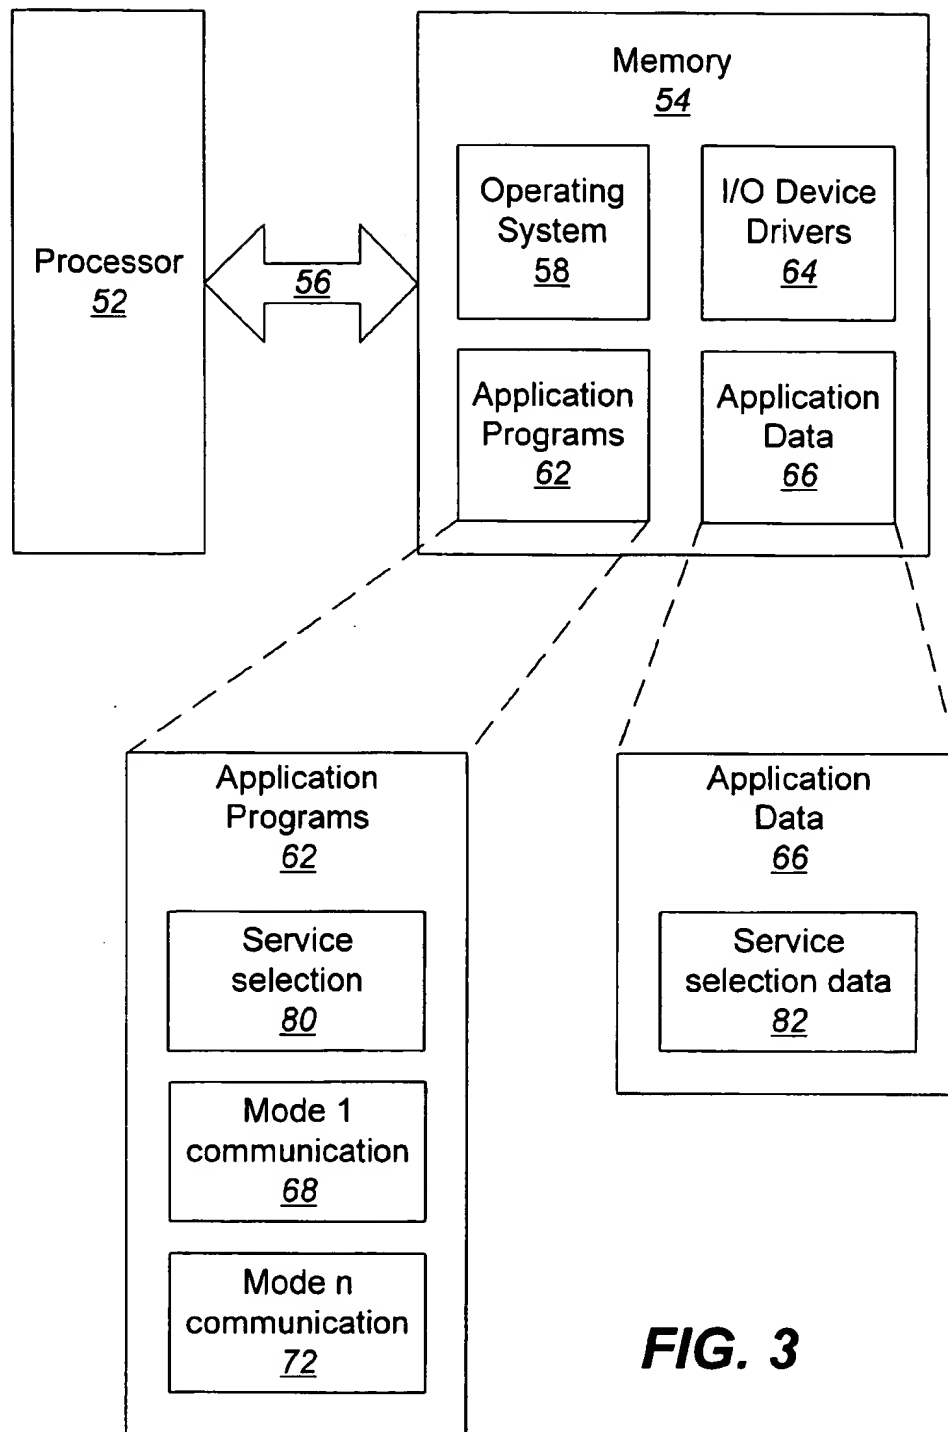 Memory
54
Operating
System
58
I/O Device
Drivers
64
Processor
52
56
Application
Programs
62
Application
Data
66
Application
Programs
62
Application
Data
66
Service
selection
80
Service
selection data
82
Mode 1
communication
68
Mode n
communication
72
FIG. 3